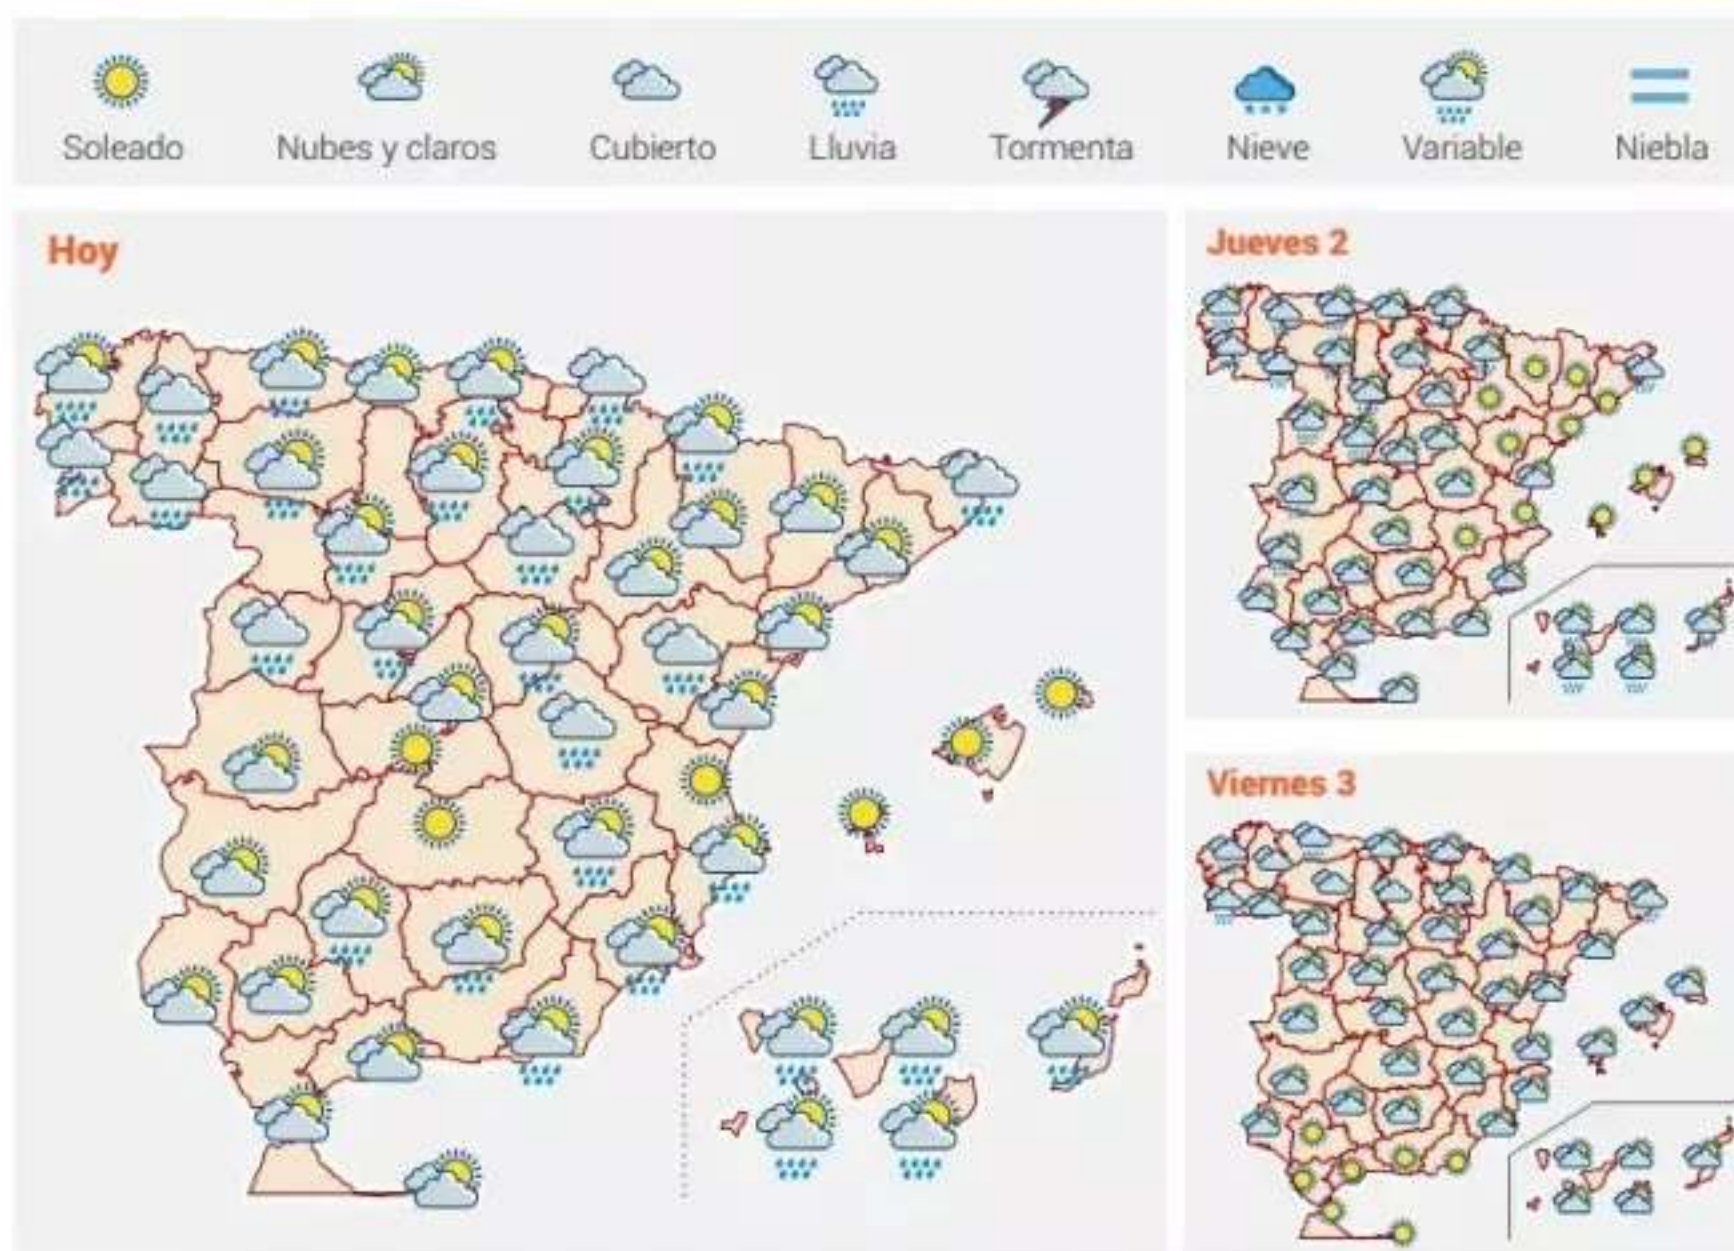 Soleado Nubes y claros Cubierto Lluvia Tormenta Nieve Variable Niebla
Hoy
Jueves 2
Viernes 3